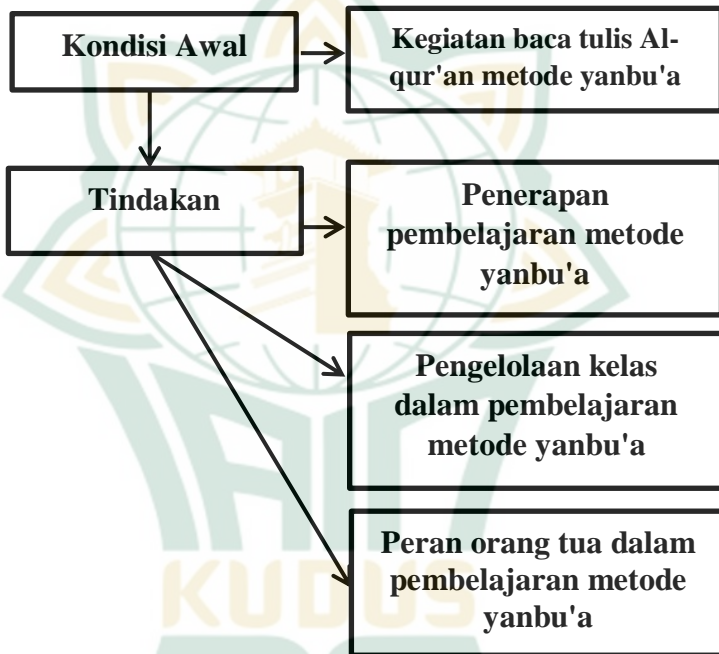 Kondisi Awal
Kegiatan baca tulis Al-
qur'an metode yanbu'a
Tindakan
Penerapan
pembelajaran metode
yanbu'a
Pengelolaan kelas
dalam pembelajaran
metode yanbu'a
Peran orang tua dalam
pembelajaran metode
yanbu'a
IAIN
KUDUS